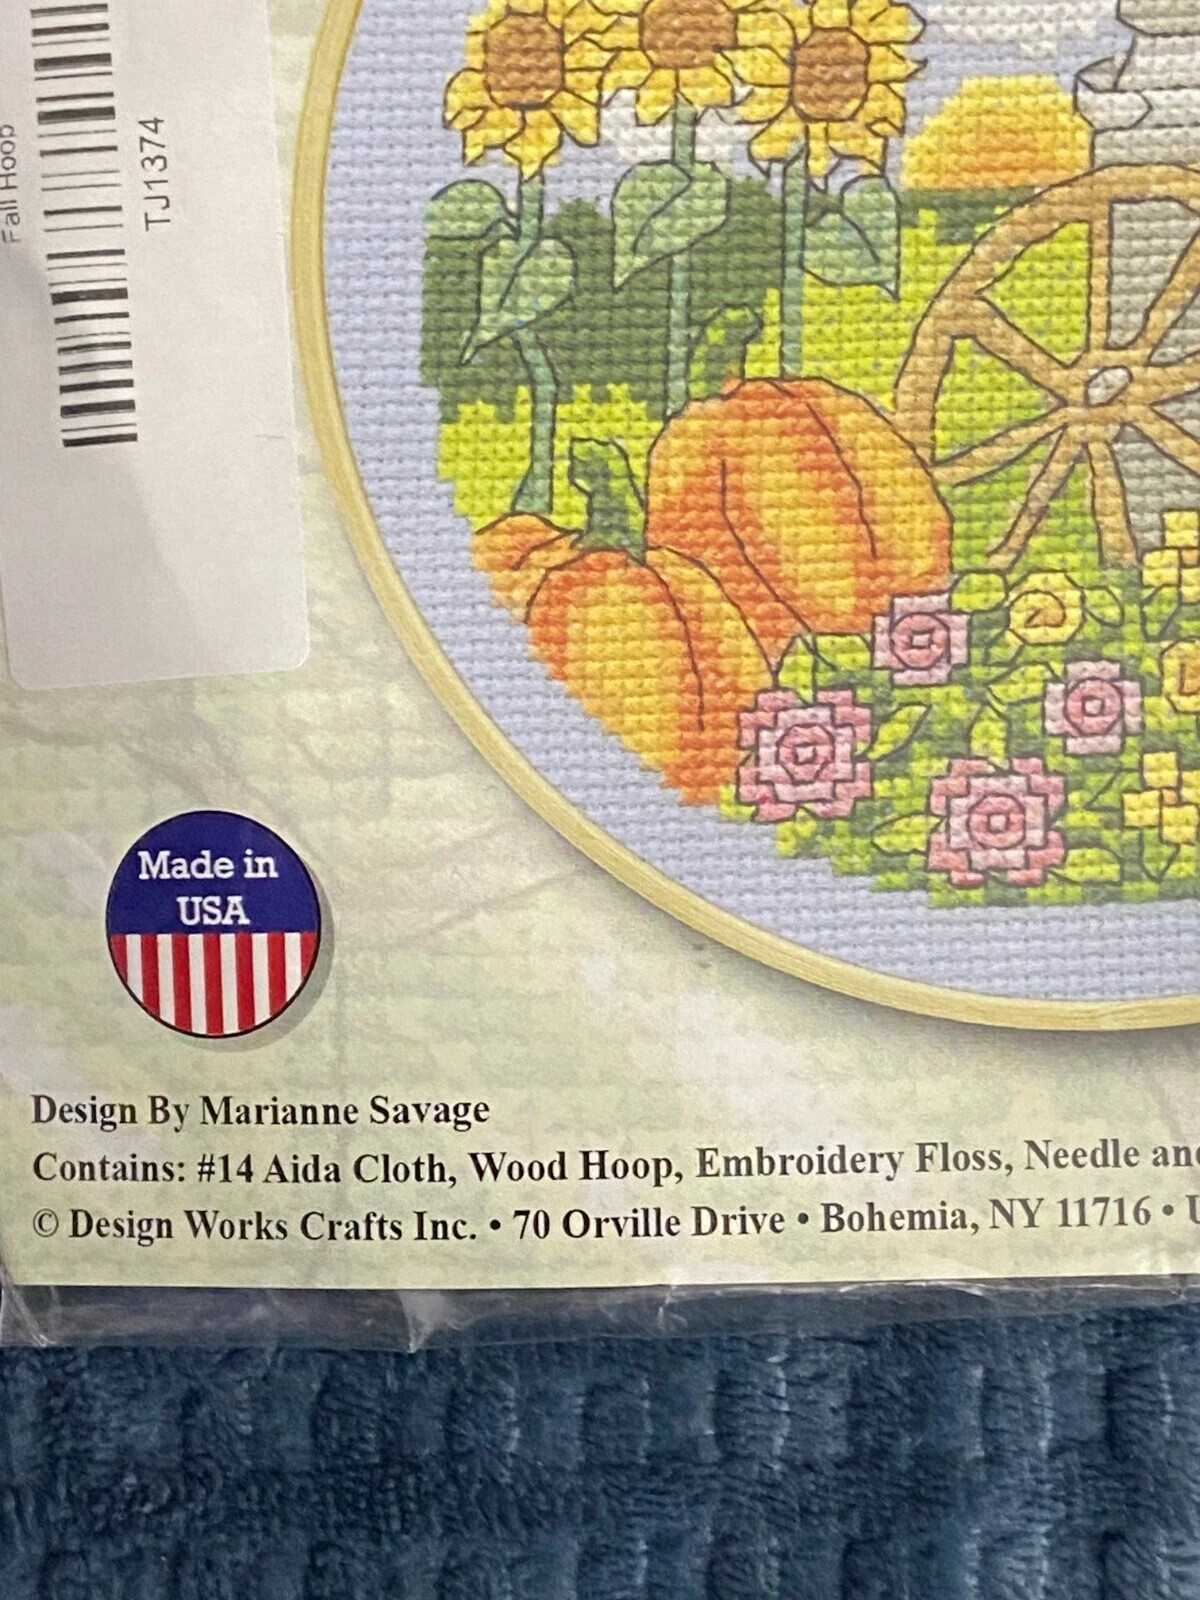 Fall Hoop
TJ1374
Made in
USA
Design By Marianne Savage
Contains: #14 Aida Cloth, Wood Hoop, Embroidery Floss, Needle and
© Design Works Crafts Inc. • 70 Orville Drive • Bohemia, NY 11716 •